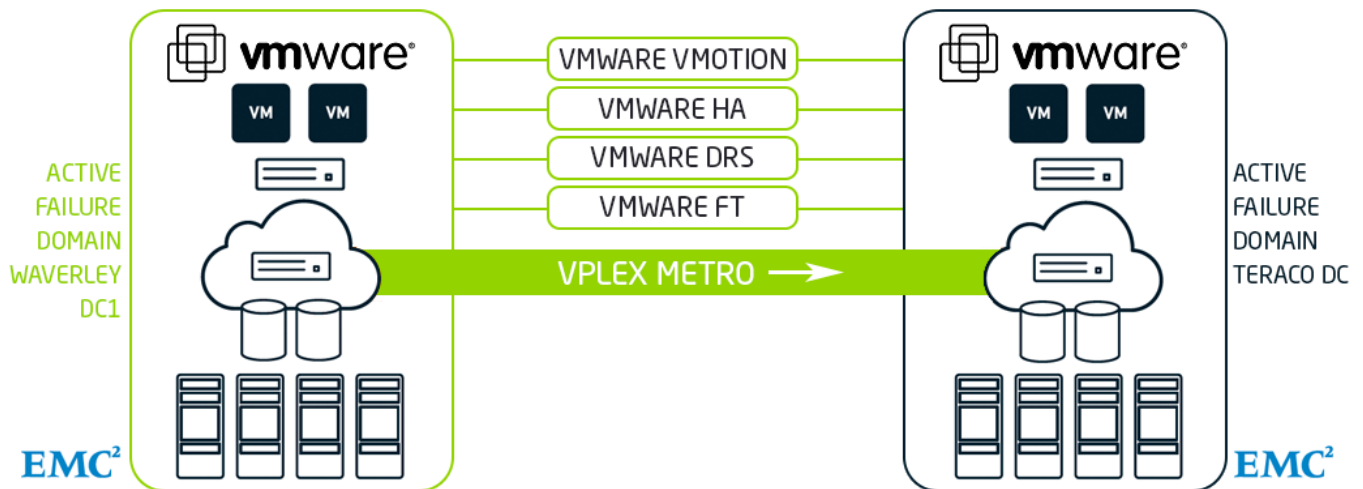 vmware®
VM VM
ACTIVE
FAILURE
DOMAIN
WAVERLEY
DC1
EMC²
VMWARE VMOTION
VMWARE HA
VMWARE DRS
VMWARE FT
VPLEX METRO
vmware®
VM VM
ACTIVE
FAILURE
DOMAIN
TERACO DC
EMC²